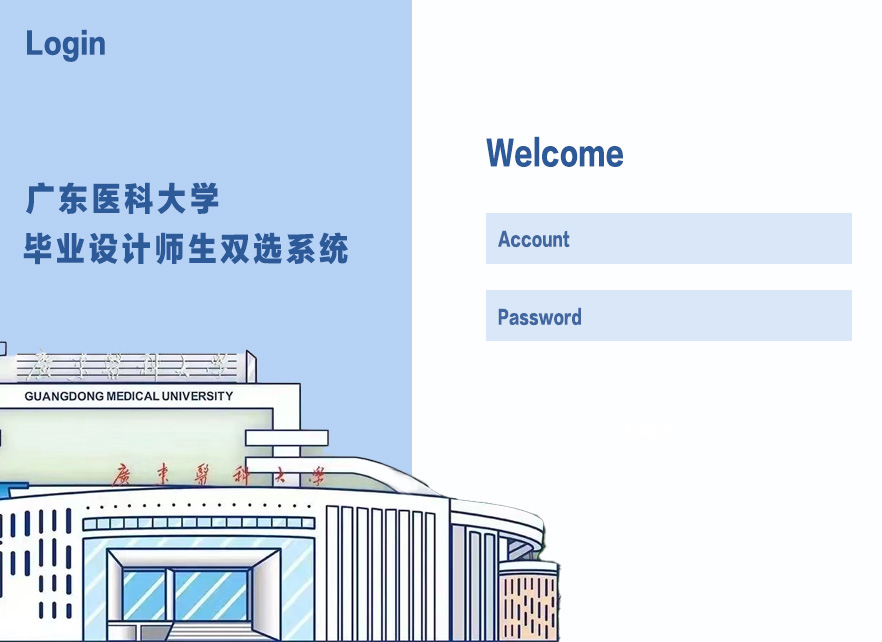 Login
广东医科大学
毕业设计师生双选系统
Welcome
Account
Password
廣東醫科大学
GUANGDONG MEDICAL UNIVERSITY
廣東醫科大學